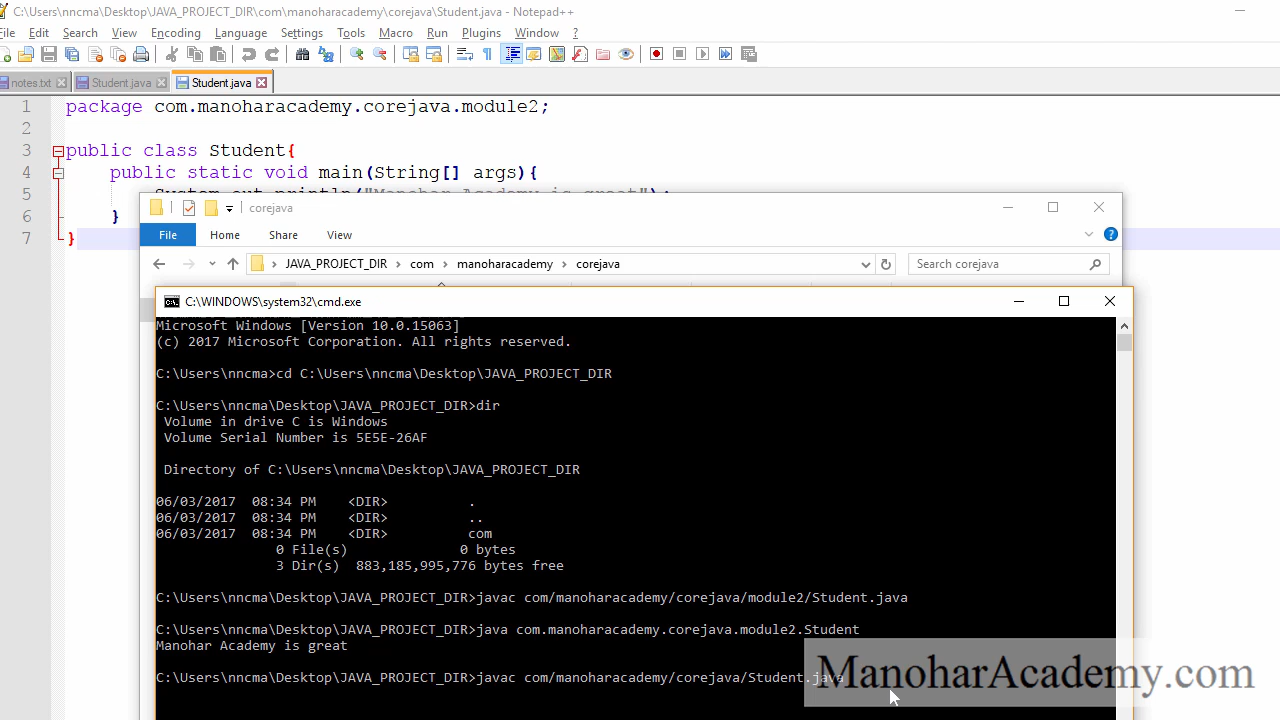 C:\Users\nncma\Desktop\JAVA_PROJECT_DIR\com\manoharacademy\corejava\Student.java - Notepad++
File Edit Search View Encoding Language Settings Tools Macro Run Plugins Window ?
notes.txt Student.java Student.java
1 package com.manoharacademy.corejava.module2;
2
3 public class Student{
4 public static void main(String[] args){
5 System.out.println("Manohar Academy is great");
6 }
7 }
corejava
File Home Share View
JAVA_PROJECT_DIR > com > manoharacademy > corejava
Search corejava
C:\WINDOWS\system32\cmd.exe
Microsoft Windows [Version 10.0.15063]
(c) 2017 Microsoft Corporation. All rights reserved.
C:\Users\nncma>cd C:\Users\nncma\Desktop\JAVA_PROJECT_DIR
C:\Users\nncma\Desktop\JAVA_PROJECT_DIR>dir
Volume in drive C is Windows
Volume Serial Number is 5E5E-26AF
Directory of C:\Users\nncma\Desktop\JAVA_PROJECT_DIR
06/03/2017 08:34 PM <DIR> .
06/03/2017 08:34 PM <DIR> ..
06/03/2017 08:34 PM <DIR> com
0 File(s) 0 bytes
3 Dir(s) 883,185,995,776 bytes free
C:\Users\nncma\Desktop\JAVA_PROJECT_DIR>javac com/manoharacademy/corejava/module2/Student.java
C:\Users\nncma\Desktop\JAVA_PROJECT_DIR>java com.manoharacademy.corejava.module2.Student
Manohar Academy is great
C:\Users\nncma\Desktop\JAVA_PROJECT_DIR>javac com/manoharacademy/corejava/Student.java
ManoharAcademy.com